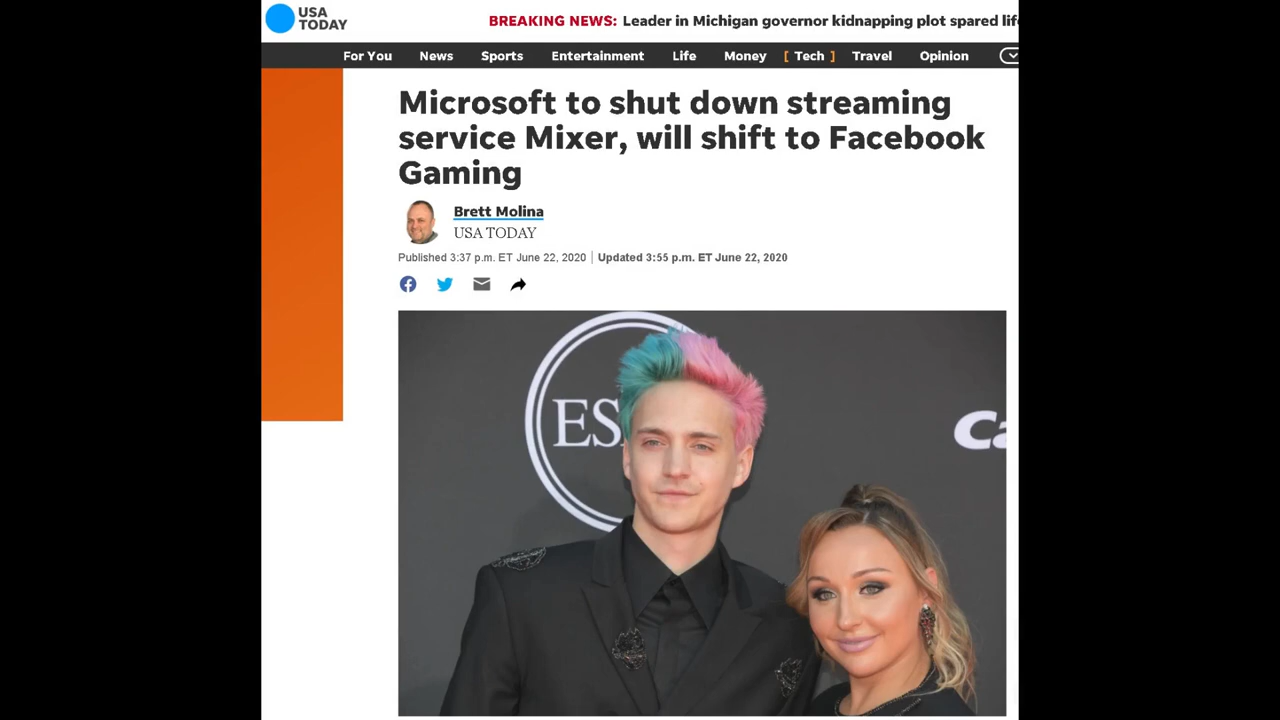 USA
TODAY
BREAKING NEWS: Leader in Michigan governor kidnapping plot spared
For You News Sports Entertainment Life Money [ Tech ] Travel Opinion
Microsoft to shut down streaming
service Mixer, will shift to Facebook
Gaming
Brett Molina
USA TODAY
Published 3:37 p.m. ET June 22, 2020 | Updated 3:55 p.m. ET June 22, 2020
ES
Ca